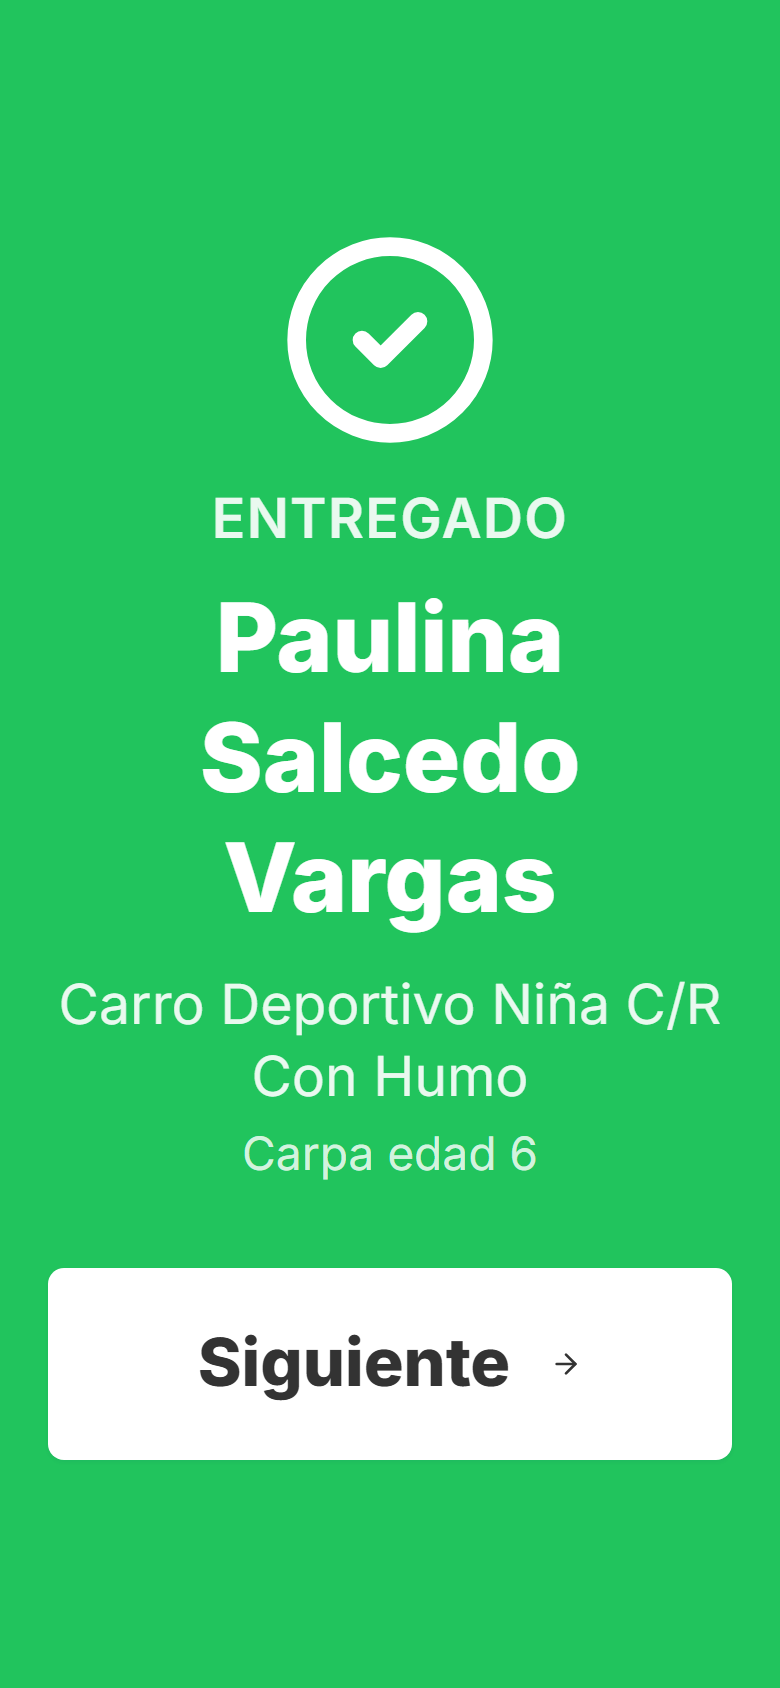 ENTREGADO
Paulina
Salcedo
Vargas
Carro Deportivo Niña C/R
Con Humo
Carpa edad 6
Siguiente →